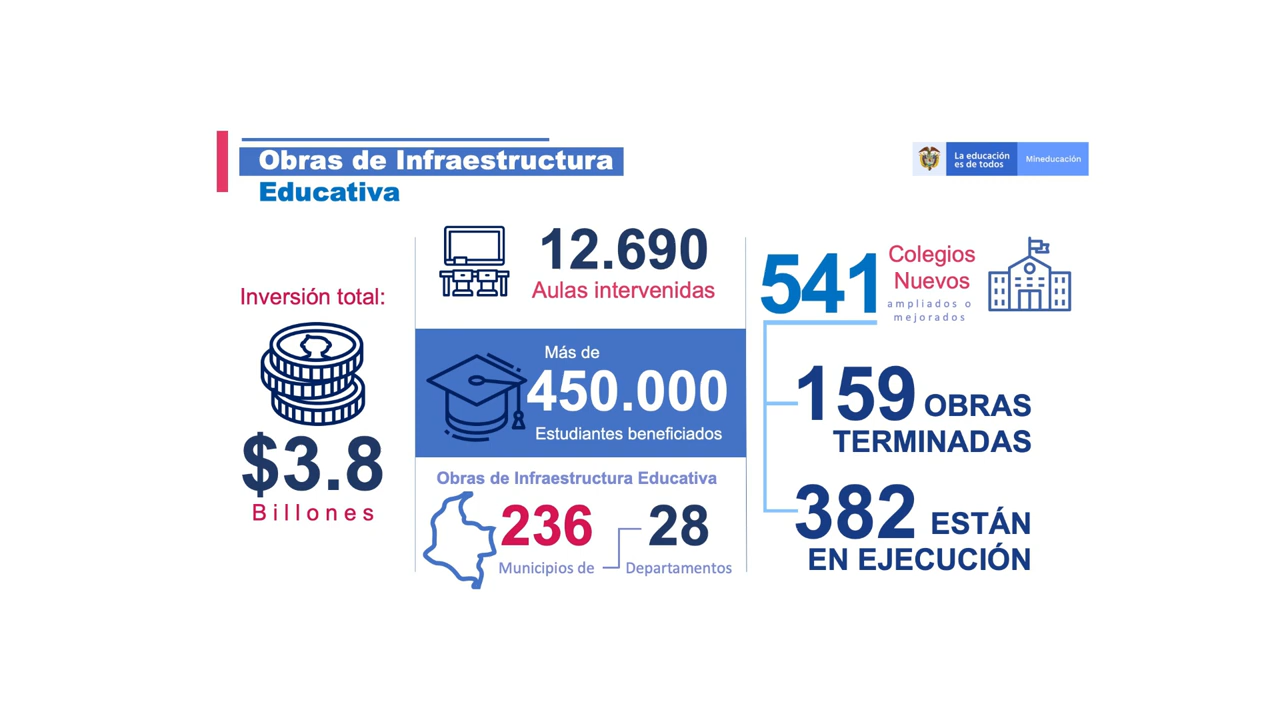 Obras de Infraestructura
Educativa
La educación
es de todos
Mineducación
Inversión total:
$3.8
Billones
12.690
Aulas intervenidas
Más de
450.000
Estudiantes beneficiados
Obras de Infraestructura Educativa
236
28
Municipios de
Departamentos
541
Colegios
Nuevos
ampliados o
mejorados
159 OBRAS
TERMINADAS
382 ESTÁN
EN EJECUCIÓN